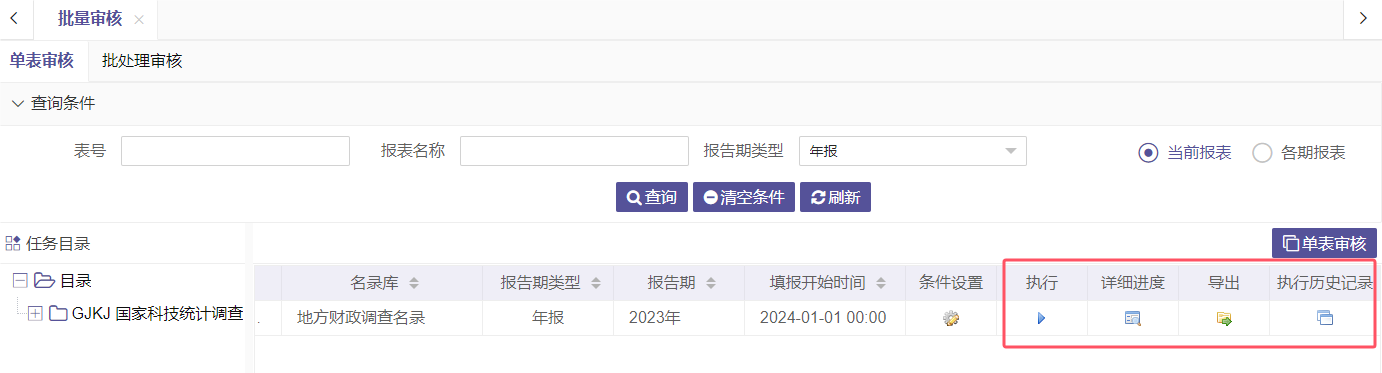 批量审核
单表审核 批处理审核
查询条件
表号 报表名称 报告期类型 年报 当前报表 各期报表
查询 清空条件 刷新
任务目录 单表审核
目录 名录库 报告期类型 报告期 填报开始时间 条件设置 执行 详细进度 导出 执行历史记录
GJKJ 国家科技统计调查 地方财政调查名录 年报 2023年 2024-01-01 00:00